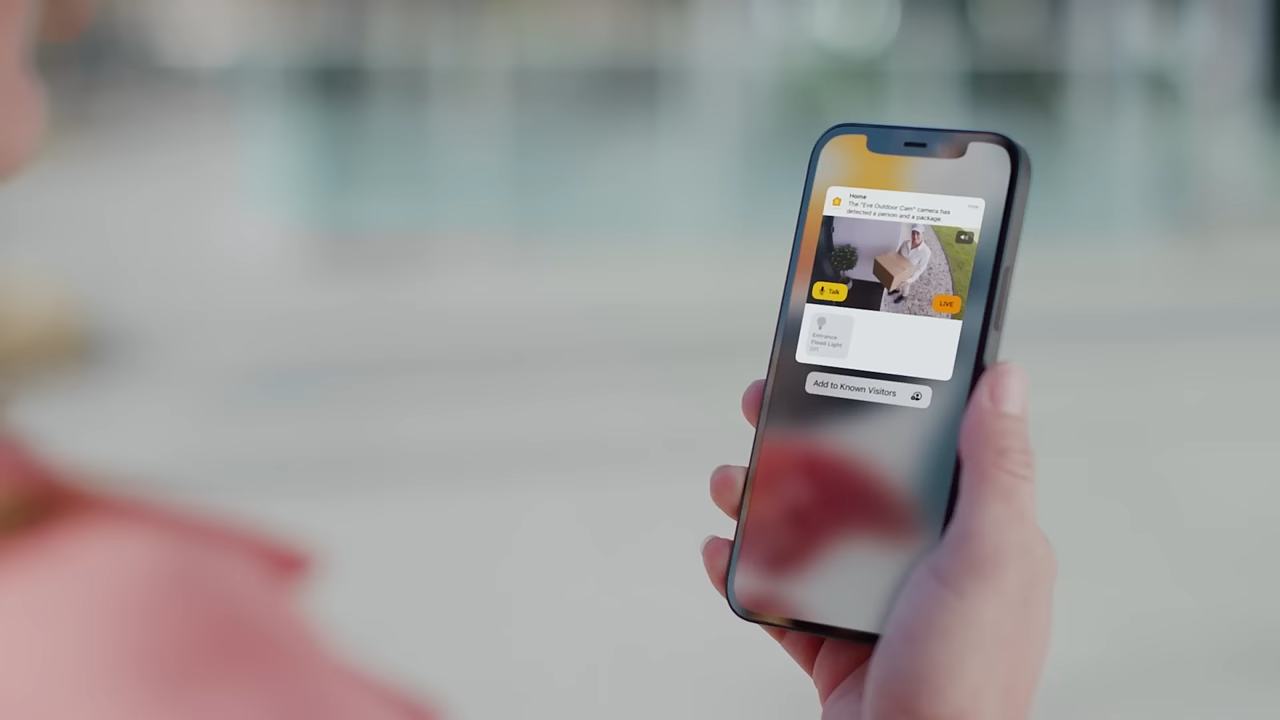 Home
The "Eve Outdoor Cam" camera has
detected a person and a package.
Talk
LIVE
Entrance
Flood Light
Add to Known Visitors